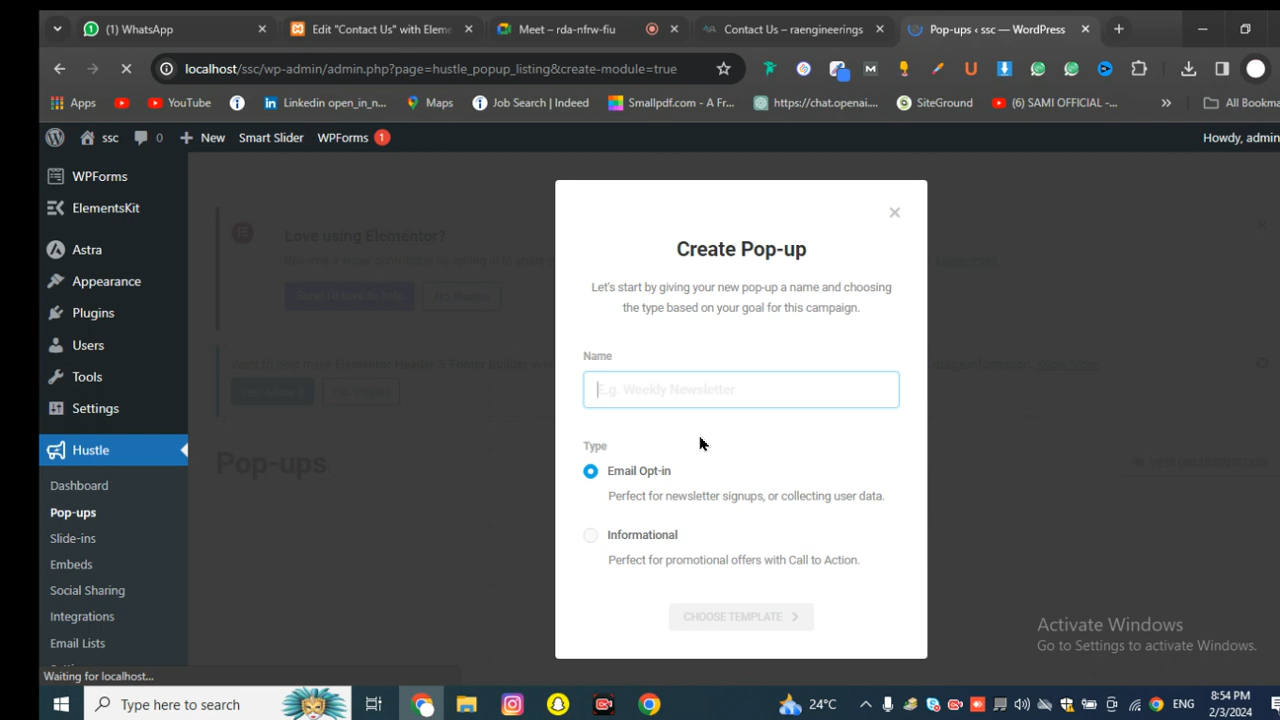 (1) WhatsApp
Edit "Contact Us" with Eleme
Meet – rda-nfrw-fiu
Contact Us – raengineerings
Pop-ups ‹ ssc — WordPress
localhost/ssc/wp-admin/admin.php?page=hustle_popup_listing&create-module=true
Apps
YouTube
Linkedin open_in_n...
Maps
Job Search | Indeed
Smallpdf.com - A Fr...
https://chat.openai....
SiteGround
(6) SAMI OFFICIAL -...
»
All Bookma
ssc
0
New
Smart Slider
WPForms 1
Howdy, admin
WPForms
ElementsKit
Astra
Appearance
Plugins
Users
Tools
Settings
Hustle
Dashboard
Pop-ups
Slide-ins
Embeds
Social Sharing
Integrations
Email Lists
Love using Elementor?
Pop-ups
Create Pop-up
Let's start by giving your new pop-up a name and choosing
the type based on your goal for this campaign.
Name
E.g. Weekly Newsletter
Type
Email Opt-in
Perfect for newsletter signups, or collecting user data.
Informational
Perfect for promotional offers with Call to Action.
CHOOSE TEMPLATE
Activate Windows
Go to Settings to activate Windows.
Waiting for localhost...
Type here to search
24°C
ENG
8:54 PM
2/3/2024